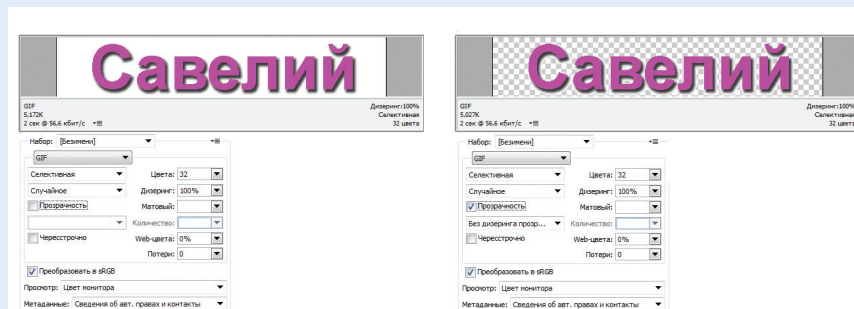 Савелий
GIF
Дизеринг:100%
5,172K
Селективная
2 сек @ 56,6 кбит/с
32 цвета
Набор: [Безимени]
GIF
Селективная
Цвета: 32
Случайное
Дизеринг: 100%
Прозрачность
Матовый:
Количество:
Чересстрочно
Web-цвета: 0%
Потери: 0
Преобразовать в sRGB
Просмотр: Цвет монитора
Метаданные: Сведения об авт. правах и контакты
Савелий
GIF
Дизеринг:100%
5,027K
Селективная
2 сек @ 56,6 кбит/с
32 цвета
Набор: [Безимени]
GIF
Селективная
Цвета: 32
Случайное
Дизеринг: 100%
Прозрачность
Матовый:
Без дизеринга прозр...
Количество:
Чересстрочно
Web-цвета: 0%
Потери: 0
Преобразовать в sRGB
Просмотр: Цвет монитора
Метаданные: Сведения об авт. правах и контакты